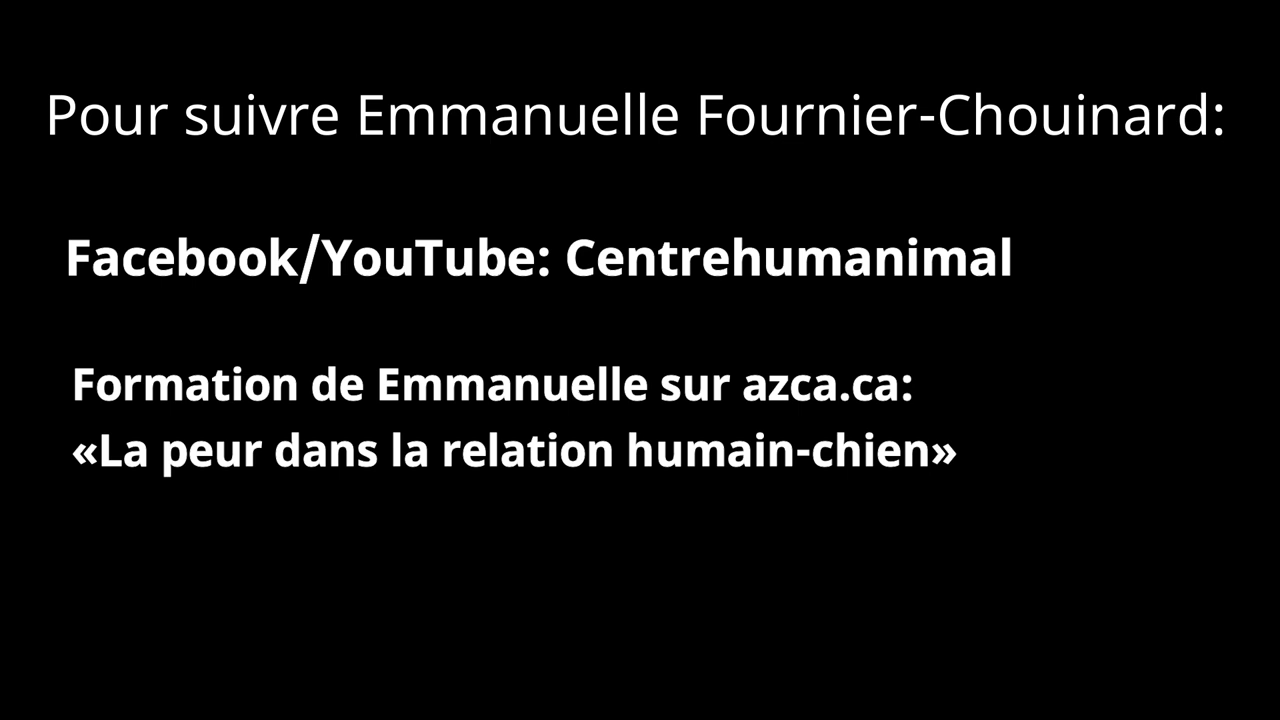 Pour suivre Emmanuelle Fournier-Chouinard:
Facebook/YouTube: Centrehumanimal
Formation de Emmanuelle sur azca.ca:
«La peur dans la relation humain-chien»